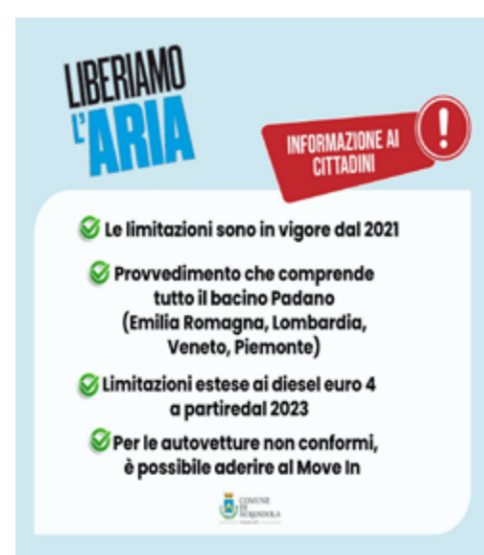 LIBERIAMO
L'ARIA
INFORMAZIONE AI
CITTADINI
Le limitazioni sono in vigore dal 2021
Provvedimento che comprende
tutto il bacino Padano
(Emilia Romagna, Lombardia,
Veneto, Piemonte)
Limitazioni estese ai diesel euro 4
a partiredal 2023
Per le autovetture non conformi,
è possibile aderire al Move In
COMUNE
DI
MIRANDOLA